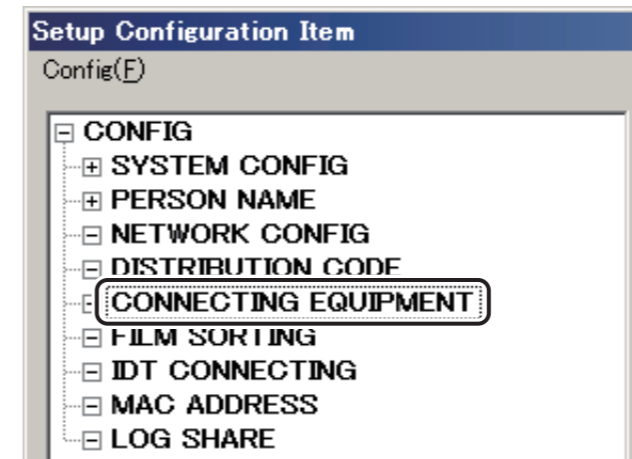 Setup Configuration Item
Config(F)
CONFIG
SYSTEM CONFIG
PERSON NAME
NETWORK CONFIG
DISTRIBUTION CODE
CONNECTING EQUIPMENT
FILM SORTING
IDT CONNECTING
MAC ADDRESS
LOG SHARE